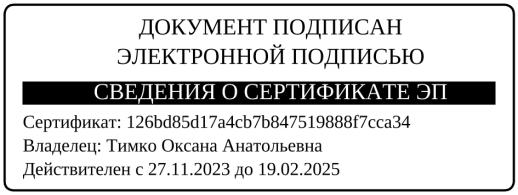 ДОКУМЕНТ ПОДПИСАН
ЭЛЕКТРОННОЙ ПОДПИСЬЮ
СВЕДЕНИЯ О СЕРТИФИКАТЕ ЭП
Сертификат: 126bd85d17a4cb7b847519888f7cca34
Владелец: Тимко Оксана Анатольевна
Действителен с 27.11.2023 до 19.02.2025